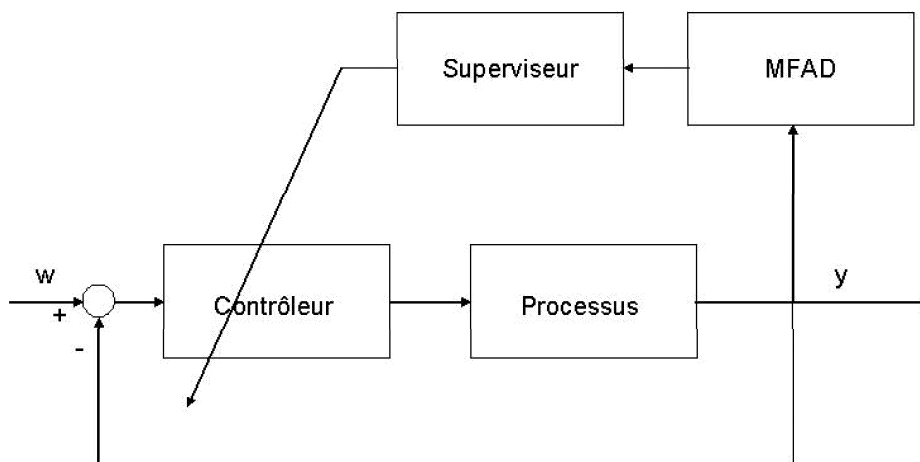 Superviseur
MFAD
w
y
+
Contrôleur
Processus
-